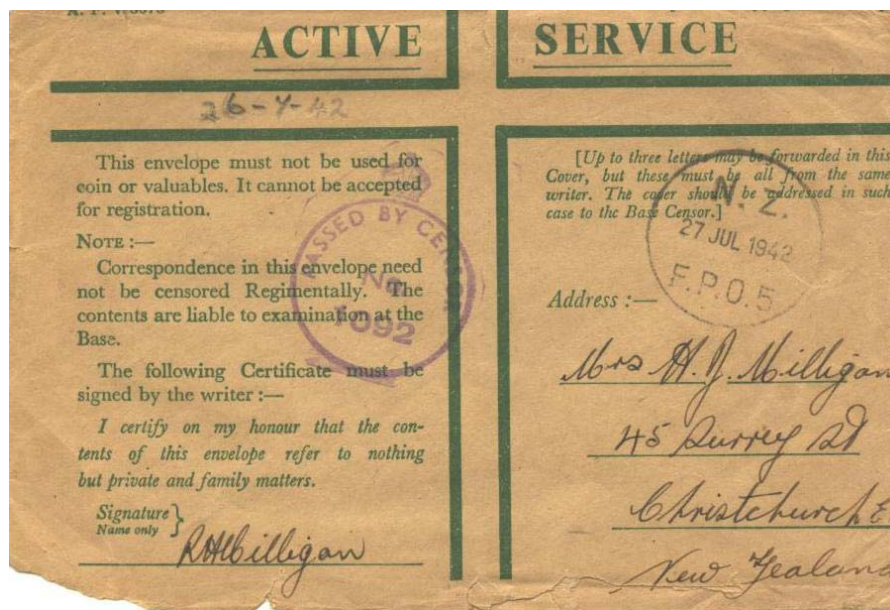 ACTIVE SERVICE
26-7-42
This envelope must not be used for
coin or valuables. It cannot be accepted
for registration.
NOTE :—
Correspondence in this envelope need
not be censored Regimentally. The
contents are liable to examination at the
Base.
The following Certificate must be
signed by the writer :—
I certify on my honour that the con-
tents of this envelope refer to nothing
but private and family matters.
Signature }
Name only
RHMilligan
PASSED BY CENSOR
No.
1092
[Up to three letters may be forwarded in this
Cover, but these must be all from the same
writer. The cover should be addressed in such
case to the Base Censor.]
N.Z.
27 JUL 1942
F.P.O. 5
Address :—
Mrs H. J. Milligan
45 Surrey St
Christchurch E
New Zealand